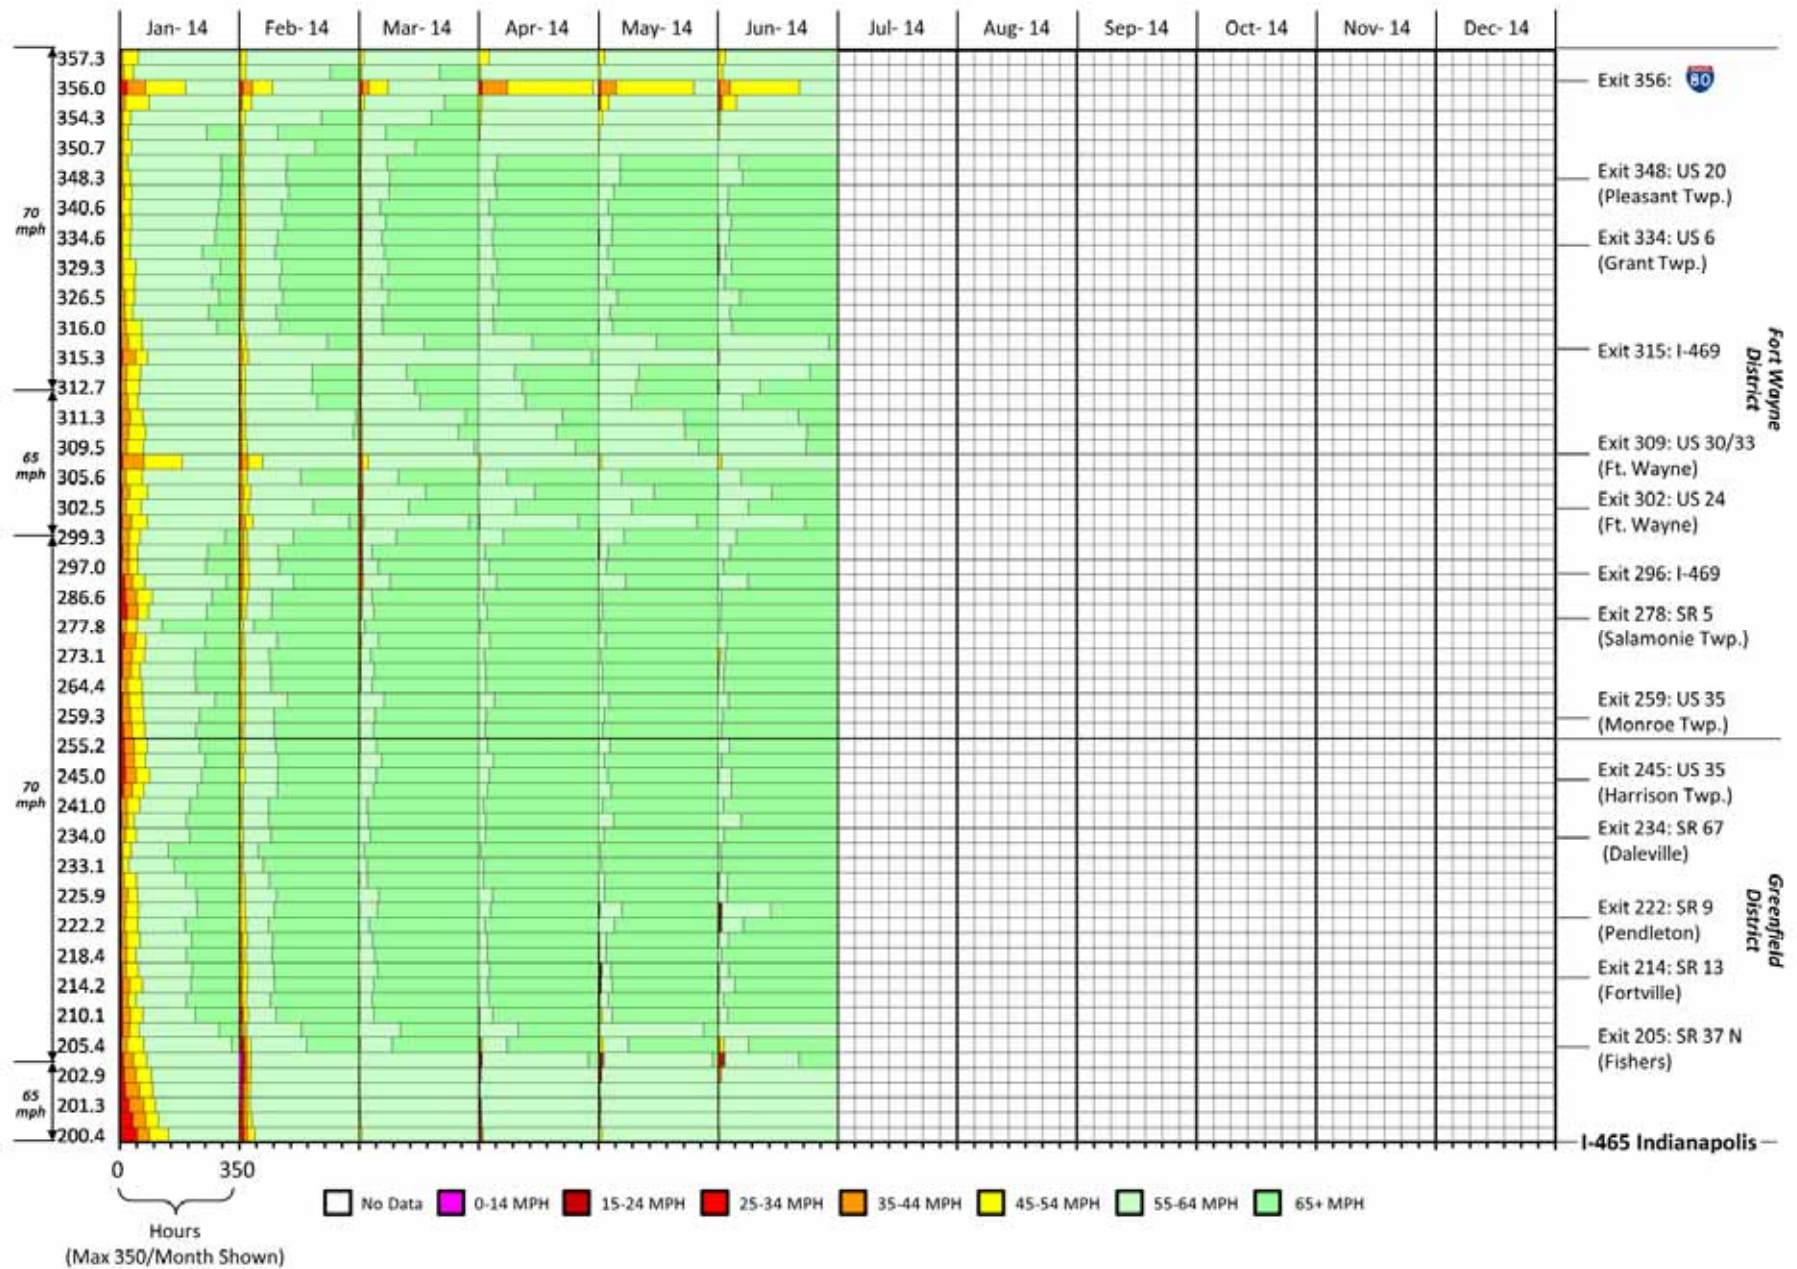 Jan- 14 Feb- 14 Mar- 14 Apr- 14 May- 14 Jun- 14 Jul- 14 Aug- 14 Sep- 14 Oct- 14 Nov- 14 Dec- 14
357.3
356.0
354.3
350.7
348.3
340.6
334.6
329.3
326.5
316.0
315.3
312.7
311.3
309.5
305.6
302.5
299.3
297.0
286.6
277.8
273.1
264.4
259.3
255.2
245.0
241.0
234.0
233.1
225.9
222.2
218.4
214.2
210.1
205.4
202.9
201.3
200.4
70
mph
65
mph
70
mph
65
mph
Exit 356: 80
Exit 348: US 20
(Pleasant Twp.)
Exit 334: US 6
(Grant Twp.)
Exit 315: I-469
Exit 309: US 30/33
(Ft. Wayne)
Exit 302: US 24
(Ft. Wayne)
Exit 296: I-469
Exit 278: SR 5
(Salamonie Twp.)
Exit 259: US 35
(Monroe Twp.)
Exit 245: US 35
(Harrison Twp.)
Exit 234: SR 67
(Daleville)
Exit 222: SR 9
(Pendleton)
Exit 214: SR 13
(Fortville)
Exit 205: SR 37 N
(Fishers)
I-465 Indianapolis
Fort Wayne
District
Greenfield
District
0 350
Hours
(Max 350/Month Shown)
No Data 0-14 MPH 15-24 MPH 25-34 MPH 35-44 MPH 45-54 MPH 55-64 MPH 65+ MPH